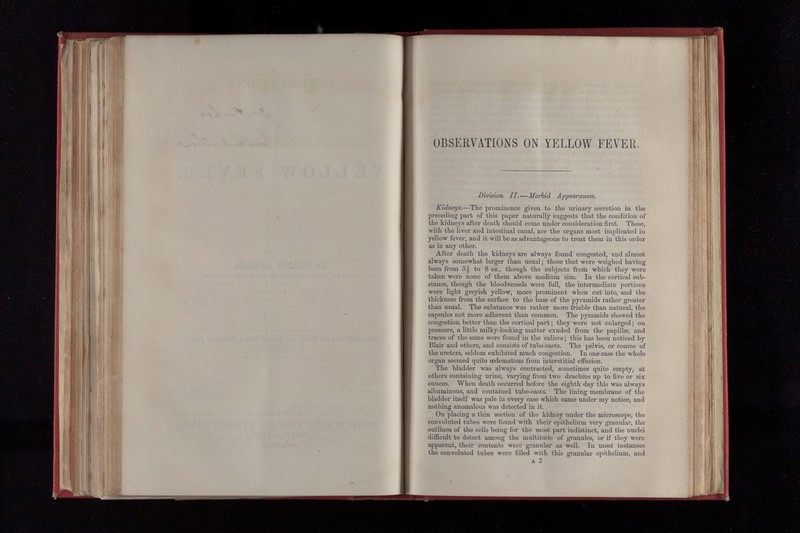 OBSERVATIONS ON YELLOW FEVER.
Division II.—Morbid Appearances.
Kidneys.—The prominence given to the urinary secretion in the
preceding part of this paper naturally suggests that the condition of
the kidneys after death should come under consideration first. These,
with the liver and intestinal canal, are the organs most implicated in
yellow fever, and it will be as advantageous to treat them in this order
as in any other.
After death the kidneys are always found congested, and almost
always somewhat larger than usual; those that were weighed having
been from 5½ to 8 oz., though the subjects from which they were
taken were none of them above medium size. In the cortical sub-
stance, though the bloodvessels were full, the intermediate portions
were light greyish yellow, more prominent when cut into, and the
thickness from the surface to the base of the pyramids rather greater
than usual. The substance was rather more friable than natural, the
capsules not more adherent than common. The pyramids showed the
congestion better than the cortical part; they were not enlarged; on
pressure, a little milky-looking matter exuded from the papillæ, and
traces of the same were found in the calices; this has been noticed by
Blair and others, and consists of tube-casts. The pelvis, or course of
the ureters, seldom exhibited much congestion. In one case the whole
organ seemed quite œdematous from interstitial effusion.
The bladder was always contracted, sometimes quite empty, at
others containing urine, varying from two drachms up to five or six
ounces. When death occurred before the eighth day this was always
albuminous, and contained tube-casts. The lining membrane of the
bladder itself was pale in every case which came under my notice, and
nothing anomalous was detected in it.
On placing a thin section of the kidney under the microscope, the
convoluted tubes were found with their epithelium very granular, the
outlines of the cells being for the most part indistinct, and the nuclei
difficult to detect among the multitude of granules, or if they were
apparent, their contents were granular as well. In most instances
the convoluted tubes were filled with this granular epithelium, and
A 2